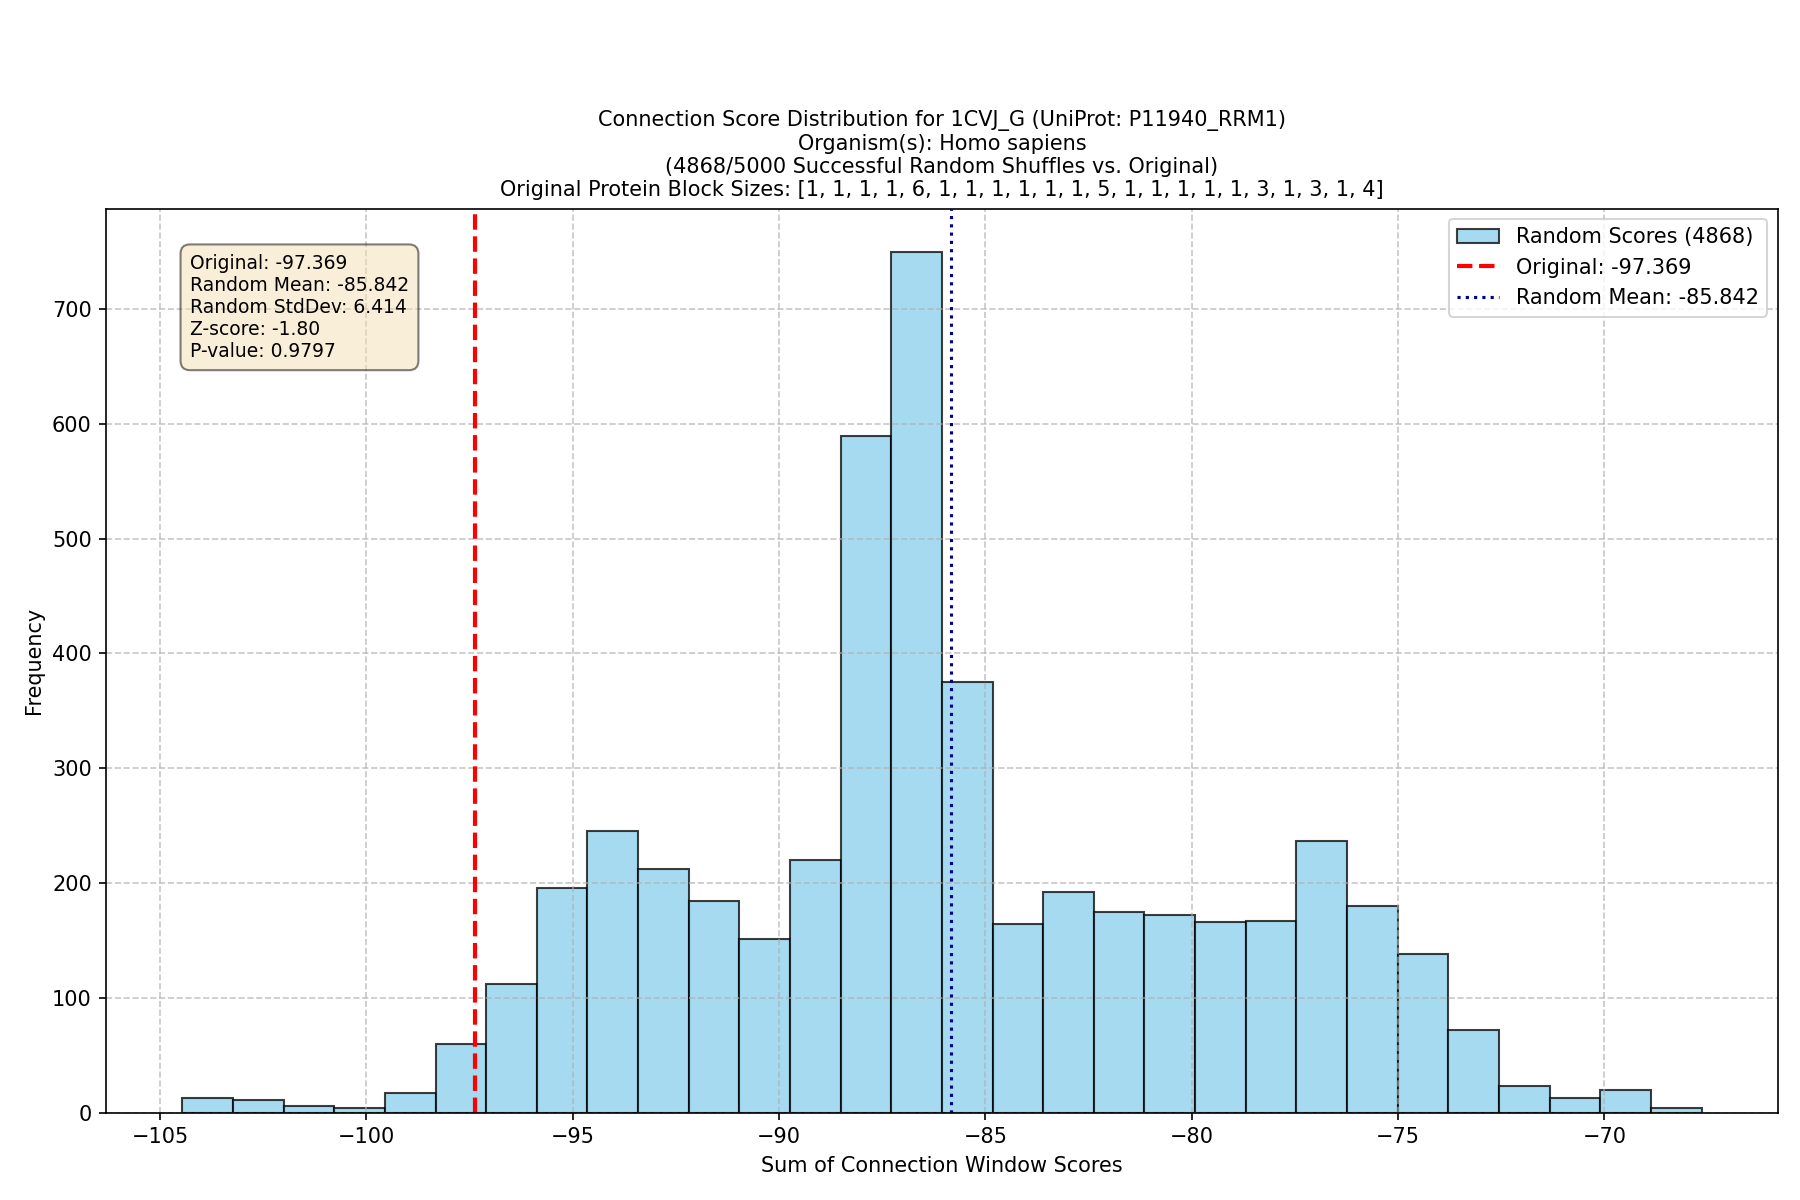 Connection Score Distribution for 1CVJ_G (UniProt: P11940_RRM1)
Organism(s): Homo sapiens
(4868/5000 Successful Random Shuffles vs. Original)
Original Protein Block Sizes: [1, 1, 1, 1, 6, 1, 1, 1, 1, 1, 1, 5, 1, 1, 1, 1, 1, 3, 1, 3, 1, 4]
Original: -97.369
Random Mean: -85.842
Random StdDev: 6.414
Z-score: -1.80
P-value: 0.9797
Random Scores (4868)
Original: -97.369
Random Mean: -85.842
Frequency
700
600
500
400
300
200
100
0
−105
−100
−95
−90
−85
−80
−75
−70
Sum of Connection Window Scores